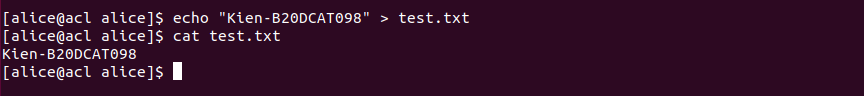 [alice@acl alice]$ echo "Kien-B20DCAT098" > test.txt
[alice@acl alice]$ cat test.txt
Kien-B20DCAT098
[alice@acl alice]$